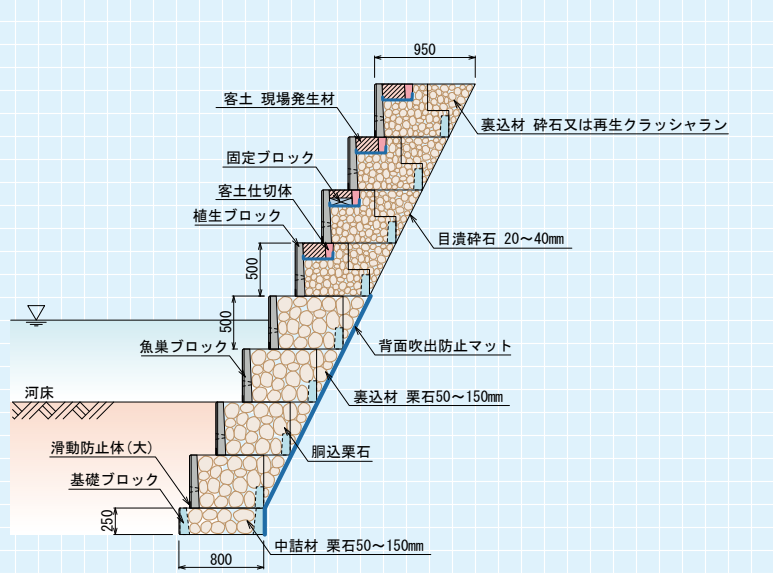 950
客土 現場発生材
裏込材 砕石又は再生クラッシャラン
固定ブロック
客土仕切体
植生ブロック
目潰砕石 20～40mm
500
500
魚巣ブロック
背面吹出防止マット
河床
裏込材 栗石50～150mm
滑動防止体(大)
胴込栗石
基礎ブロック
250
中詰材 栗石50～150mm
800